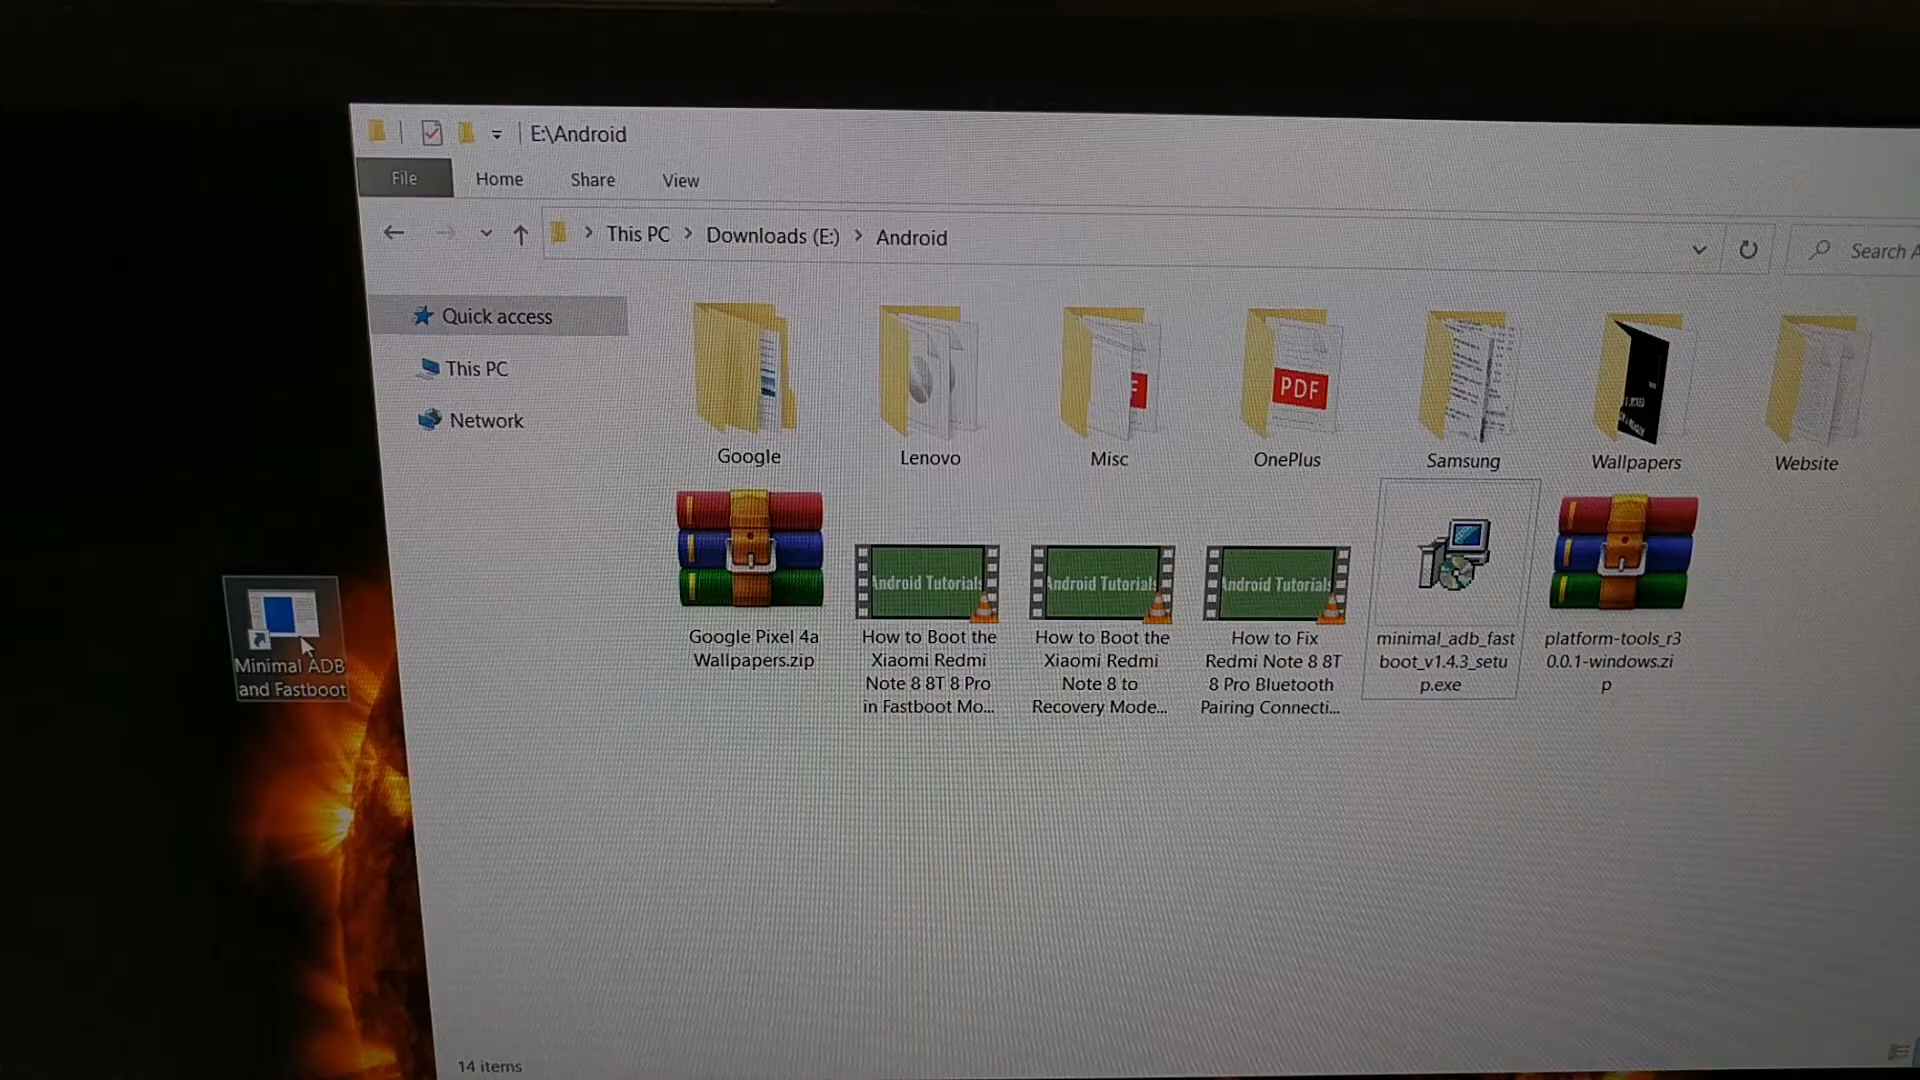 E:\Android
File
Home
Share
View
This PC
Downloads (E:)
Android
Search
Quick access
This PC
Network
Google
Lenovo
Misc
PDF
OnePlus
Samsung
Wallpapers
Website
Google Pixel 4a
Wallpapers.zip
Android Tutorials
How to Boot the
Xiaomi Redmi
Note 8 8T 8 Pro
in Fastboot Mo...
Android Tutorials
How to Boot the
Xiaomi Redmi
Note 8 to
Recovery Mode...
Android Tutorials
How to Fix
Redmi Note 8 8T
8 Pro Bluetooth
Pairing Connecti...
minimal_adb_fast
boot_v1.4.3_setu
p.exe
platform-tools_r3
0.0.1-windows.zi
p
Minimal ADB
and Fastboot
14 items